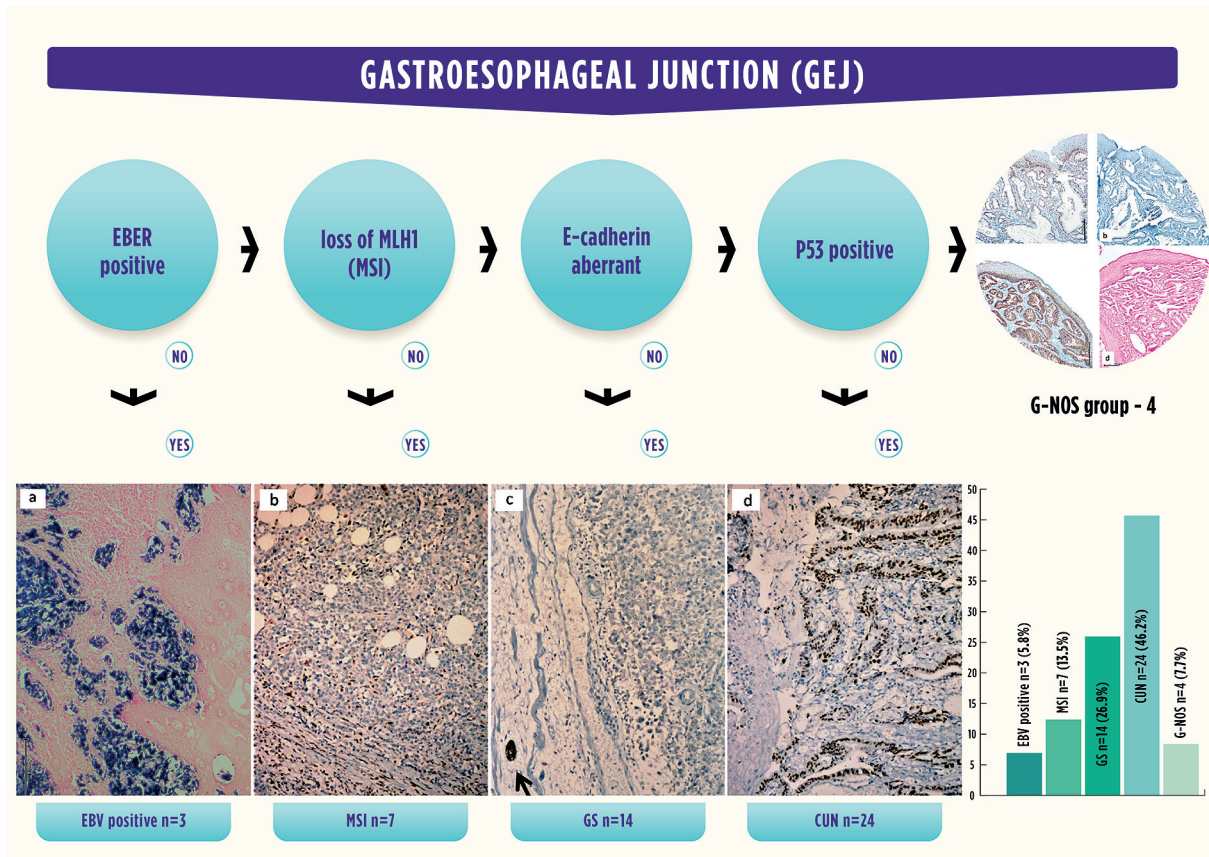 GASTROESOPHAGEAL JUNCTION (GEJ)
EBER
positive
loss of MLH1
(MSI)
E-cadherin
aberrant
P53 positive
NO
NO
NO
NO
YES
YES
YES
YES
b
d
G-NOS group - 4
a
b
c
d
EBV positive n=3
MSI n=7
GS n=14
CUN n=24
50
45
40
35
30
25
20
15
10
5
0
EBV positive n=3 (5.8%)
MSI n=7 (13.5%)
GS n=14 (26.9%)
CUN n=24 (46.2%)
G-NOS n=4 (7.7%)